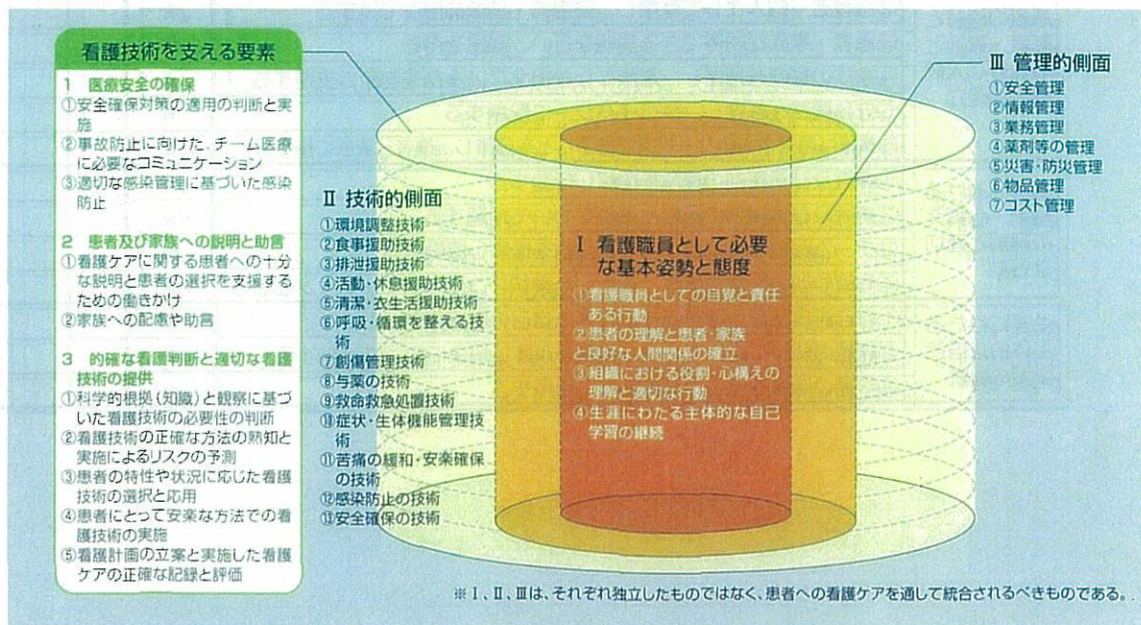 看護技術を支える要素
1 医療安全の確保
①安全確保対策の適用の判断と実
施
②事故防止に向けた、チーム医療
に必要なコミュニケーション
③適切な感染管理に基づいた感染
防止
2 患者及び家族への説明と助言
①看護ケアに関する患者への十分
な説明と患者の選択を支援する
ための働きかけ
②家族への配慮や助言
3 的確な看護判断と適切な看護
技術の提供
①科学的根拠(知識)と観察に基づ
いた看護技術の必要性の判断
②看護技術の正確な方法の熟知と
実施によるリスクの予測
③患者の特性や状況に応じた看護
技術の選択と応用
④患者にとって安楽な方法での看
護技術の実施
⑤看護計画の立案と実施した看護
ケアの正確な記録と評価
Ⅱ 技術的側面
①環境調整技術
②食事援助技術
③排泄援助技術
④活動・休息援助技術
⑤清潔・衣生活援助技術
⑥呼吸・循環を整える技
術
⑦創傷管理技術
⑧与薬の技術
⑨救命救急処置技術
⑩症状・生体機能管理技
術
⑪苦痛の緩和・安楽確保
の技術
⑫感染防止の技術
⑬安全確保の技術
Ⅰ 看護職員として必要
な基本姿勢と態度
①看護職員としての自覚と責任
ある行動
②患者の理解と患者・家族
と良好な人間関係の確立
③組織における役割・心構えの
理解と適切な行動
④生涯にわたる主体的な自己
学習の継続
Ⅲ 管理的側面
①安全管理
②情報管理
③業務管理
④薬剤等の管理
⑤災害・防災管理
⑥物品管理
⑦コスト管理
※Ⅰ、Ⅱ、Ⅲは、それぞれ独立したものではなく、患者への看護ケアを通して統合されるべきものである。